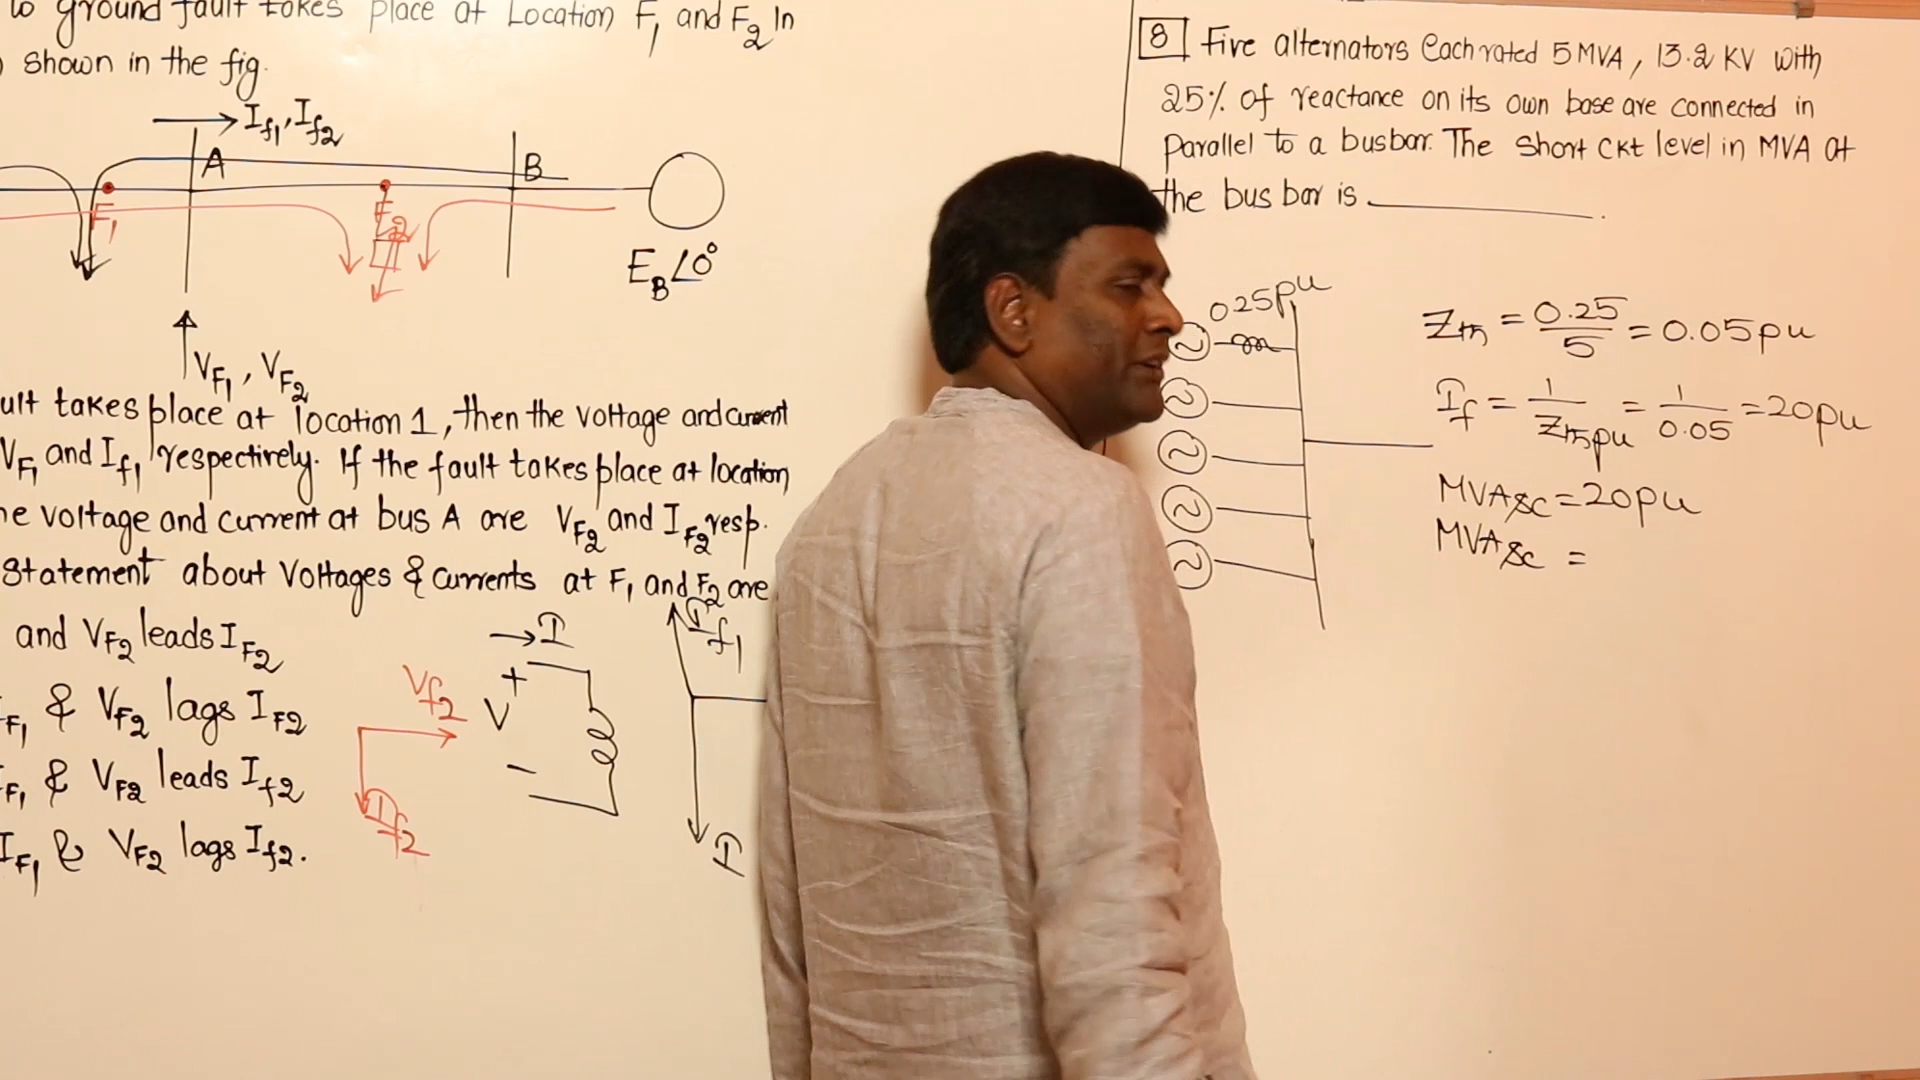 to ground fault takes place at Location F1 and F2 in
shown in the fig.
If1, If2
A
B
F1
F2
EB∠0°
VF1, VF2
ult takes place at location 1, then the voltage and current
VF1 and If1 respectively. If the fault takes place at location
he voltage and current at bus A are VF2 and IF2 resp.
statement about voltages & currents at F1 and F2 are
and VF2 leads IF2
F1 & VF2 lags IF2
F1 & VF2 leads If2
IF1 & VF2 lags If2.
Vf2
If2
I
+
V
−
If1
I
8 Five alternators Each rated 5 MVA, 13.2 KV with
25% of reactance on its own base are connected in
Parallel to a busbar. The short ckt level in MVA at
the bus bar is ________.
0.25pu
Zth = 0.25/5 = 0.05pu
If = 1/Zth pu = 1/0.05 = 20pu
MVAsc = 20pu
MVAsc =